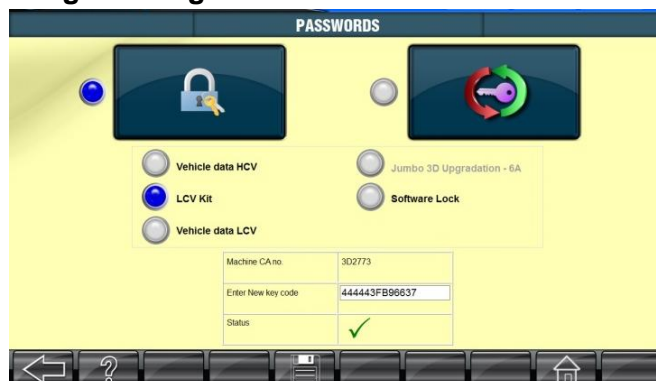 PASSWORDS
Vehicle data HCV
Jumbo 3D Upgradation - 6A
LCV Kit
Software Lock
Vehicle data LCV
Machine CA no.
3D2773
Enter New key code
444443FB96637
Status